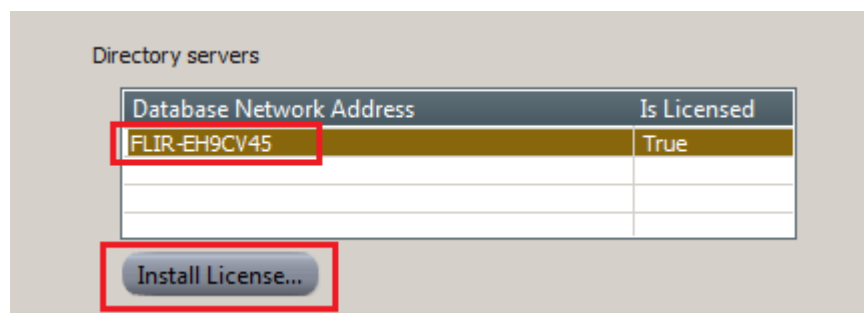 Directory servers
Database Network Address Is Licensed
FLIR-EH9CV45 True
Install License...